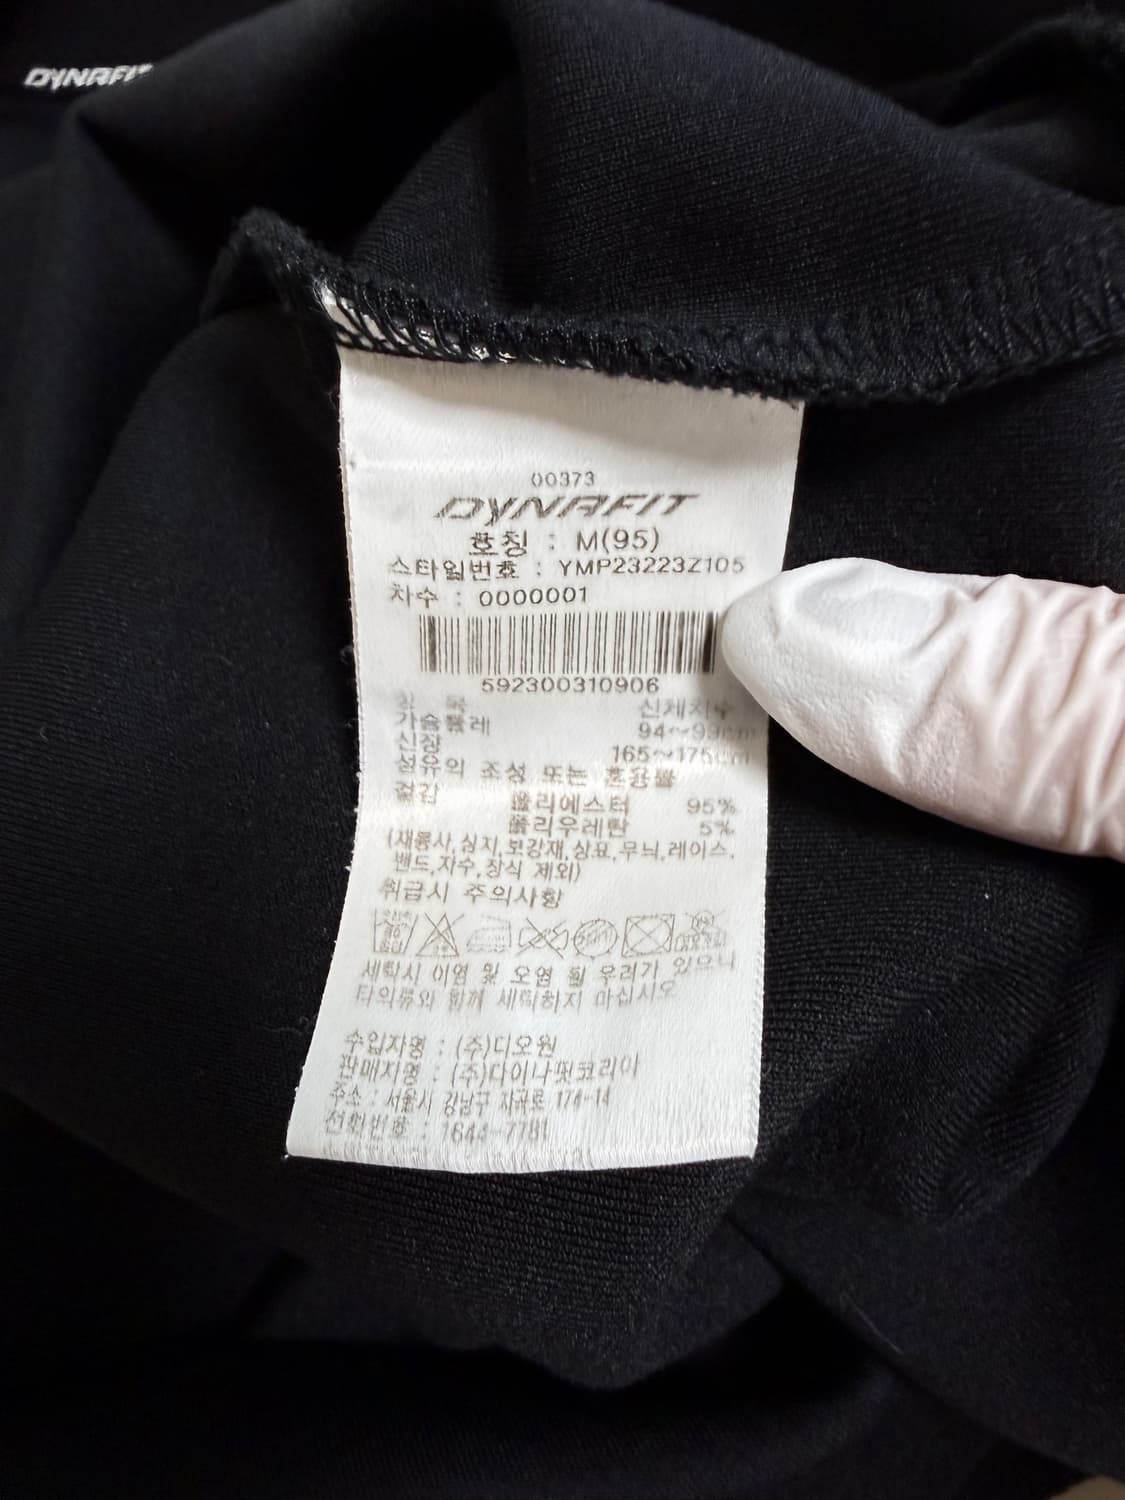 DYNAFIT
00373
DYNAFIT
호칭 : M(95)
스타일번호 : YMP23223Z105
차수 : 0000001
592300310906
신체치수
가슴둘레 94~99cm
신장 165~175cm
섬유의 조성 또는 혼용률
겉감 폴리에스터 95%
폴리우레탄 5%
(재봉사,심지,보강재,상표,무늬,레이스,
밴드,자수,장식 제외)
취급시 주의사항
세탁시 이염 및 오염 될 우려가 있으니
타의류와 함께 세탁하지 마십시오
수입자명 : (주)디오원
판매자명 : (주)다이나핏코리아
주소 : 서울시 강남구 자곡로 174-14
전화번호 : 1644-7781